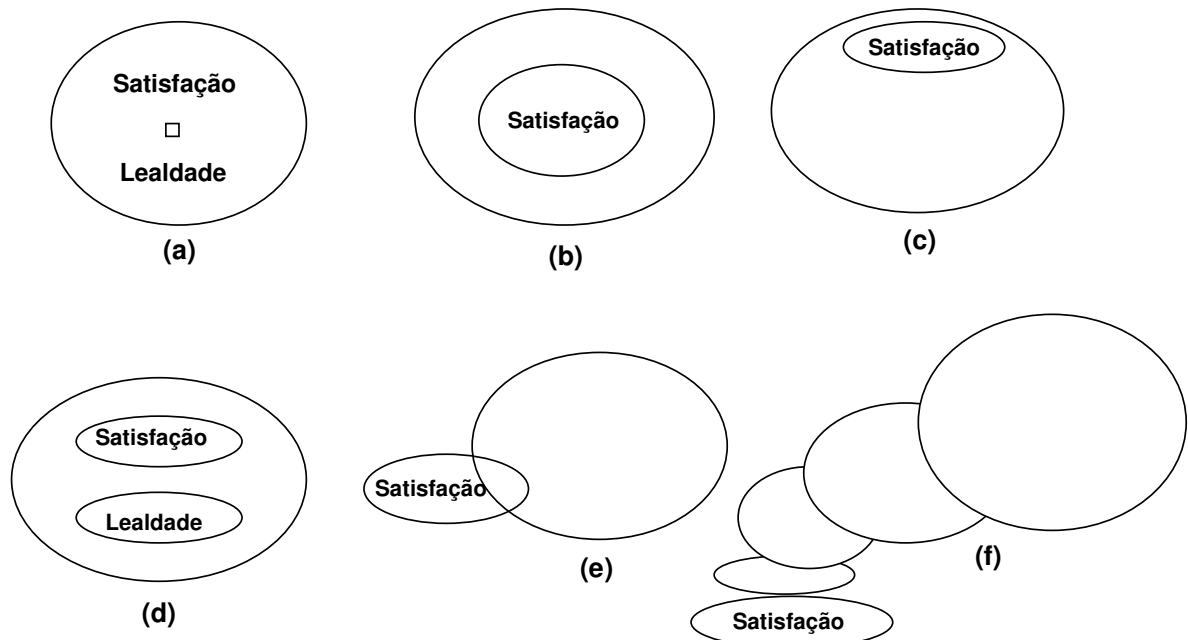 Satisfação
Lealdade
(a)
Satisfação
(b)
Satisfação
(c)
Satisfação
Lealdade
(d)
Satisfação
(e)
Satisfação
(f)